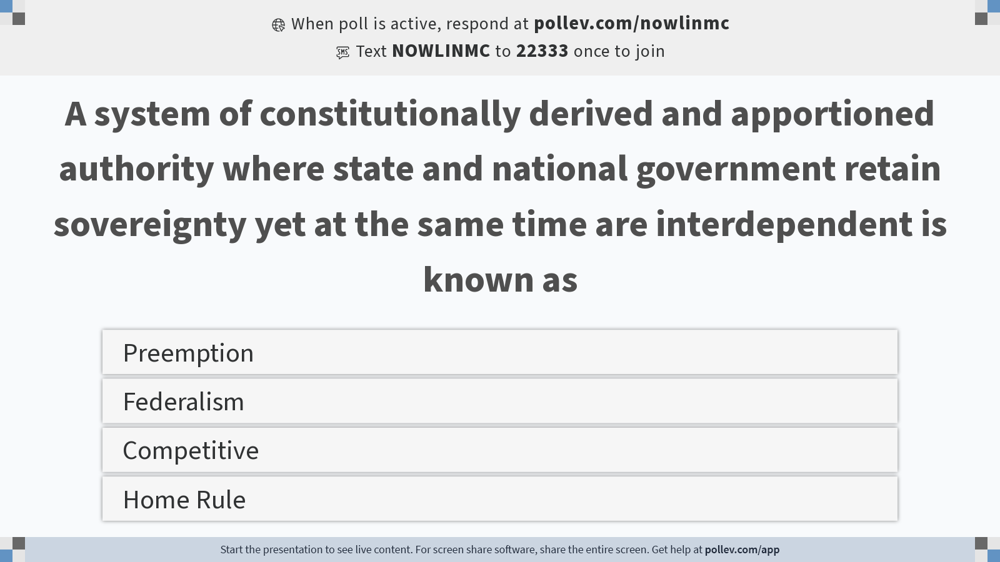 When poll is active, respond at pollev.com/nowlinmc
SMS Text NOWLINMC to 22333 once to join
A system of constitutionally derived and apportioned
authority where state and national government retain
sovereignty yet at the same time are interdependent is
known as
Preemption
Federalism
Competitive
Home Rule
Start the presentation to see live content. For screen share software, share the entire screen. Get help at pollev.com/app